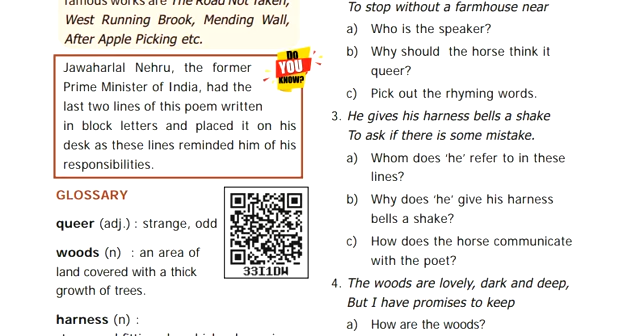 famous works are The Road Not Taken,
West Running Brook, Mending Wall,
After Apple Picking etc.
Jawaharlal Nehru, the former
Prime Minister of India, had the
last two lines of this poem written
in block letters and placed it on his
desk as these lines reminded him of his
responsibilities.
DO
YOU
KNOW?
GLOSSARY
queer (adj.) : strange, odd
woods (n) : an area of
land covered with a thick
growth of trees.
33I1DW
harness (n) :
To stop without a farmhouse near
a) Who is the speaker?
b) Why should the horse think it
queer?
c) Pick out the rhyming words.
3. He gives his harness bells a shake
To ask if there is some mistake.
a) Whom does ‘he’ refer to in these
lines?
b) Why does ‘he’ give his harness
bells a shake?
c) How does the horse communicate
with the poet?
4. The woods are lovely, dark and deep,
But I have promises to keep
a) How are the woods?